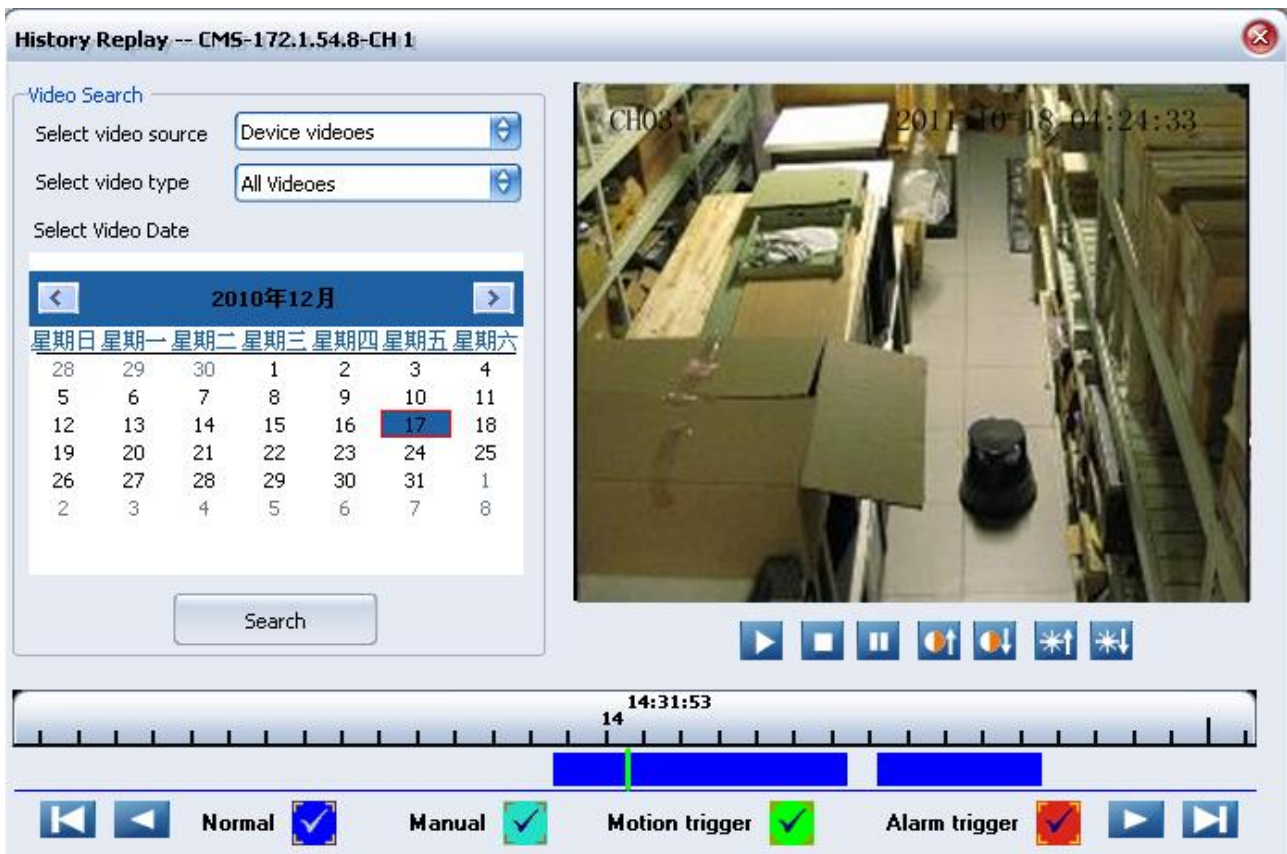 History Replay -- CMS-172.1.54.8-CH 1
Video Search
Select video source Device videoes
Select video type All Videoes
Select Video Date
2010年12月
星期日 星期一 星期二 星期三 星期四 星期五 星期六
28 29 30 1 2 3 4
5 6 7 8 9 10 11
12 13 14 15 16 17 18
19 20 21 22 23 24 25
26 27 28 29 30 31 1
2 3 4 5 6 7 8
Search
CH03 2011-10-18 04:24:33
14:31:53
14
Normal Manual Motion trigger Alarm trigger